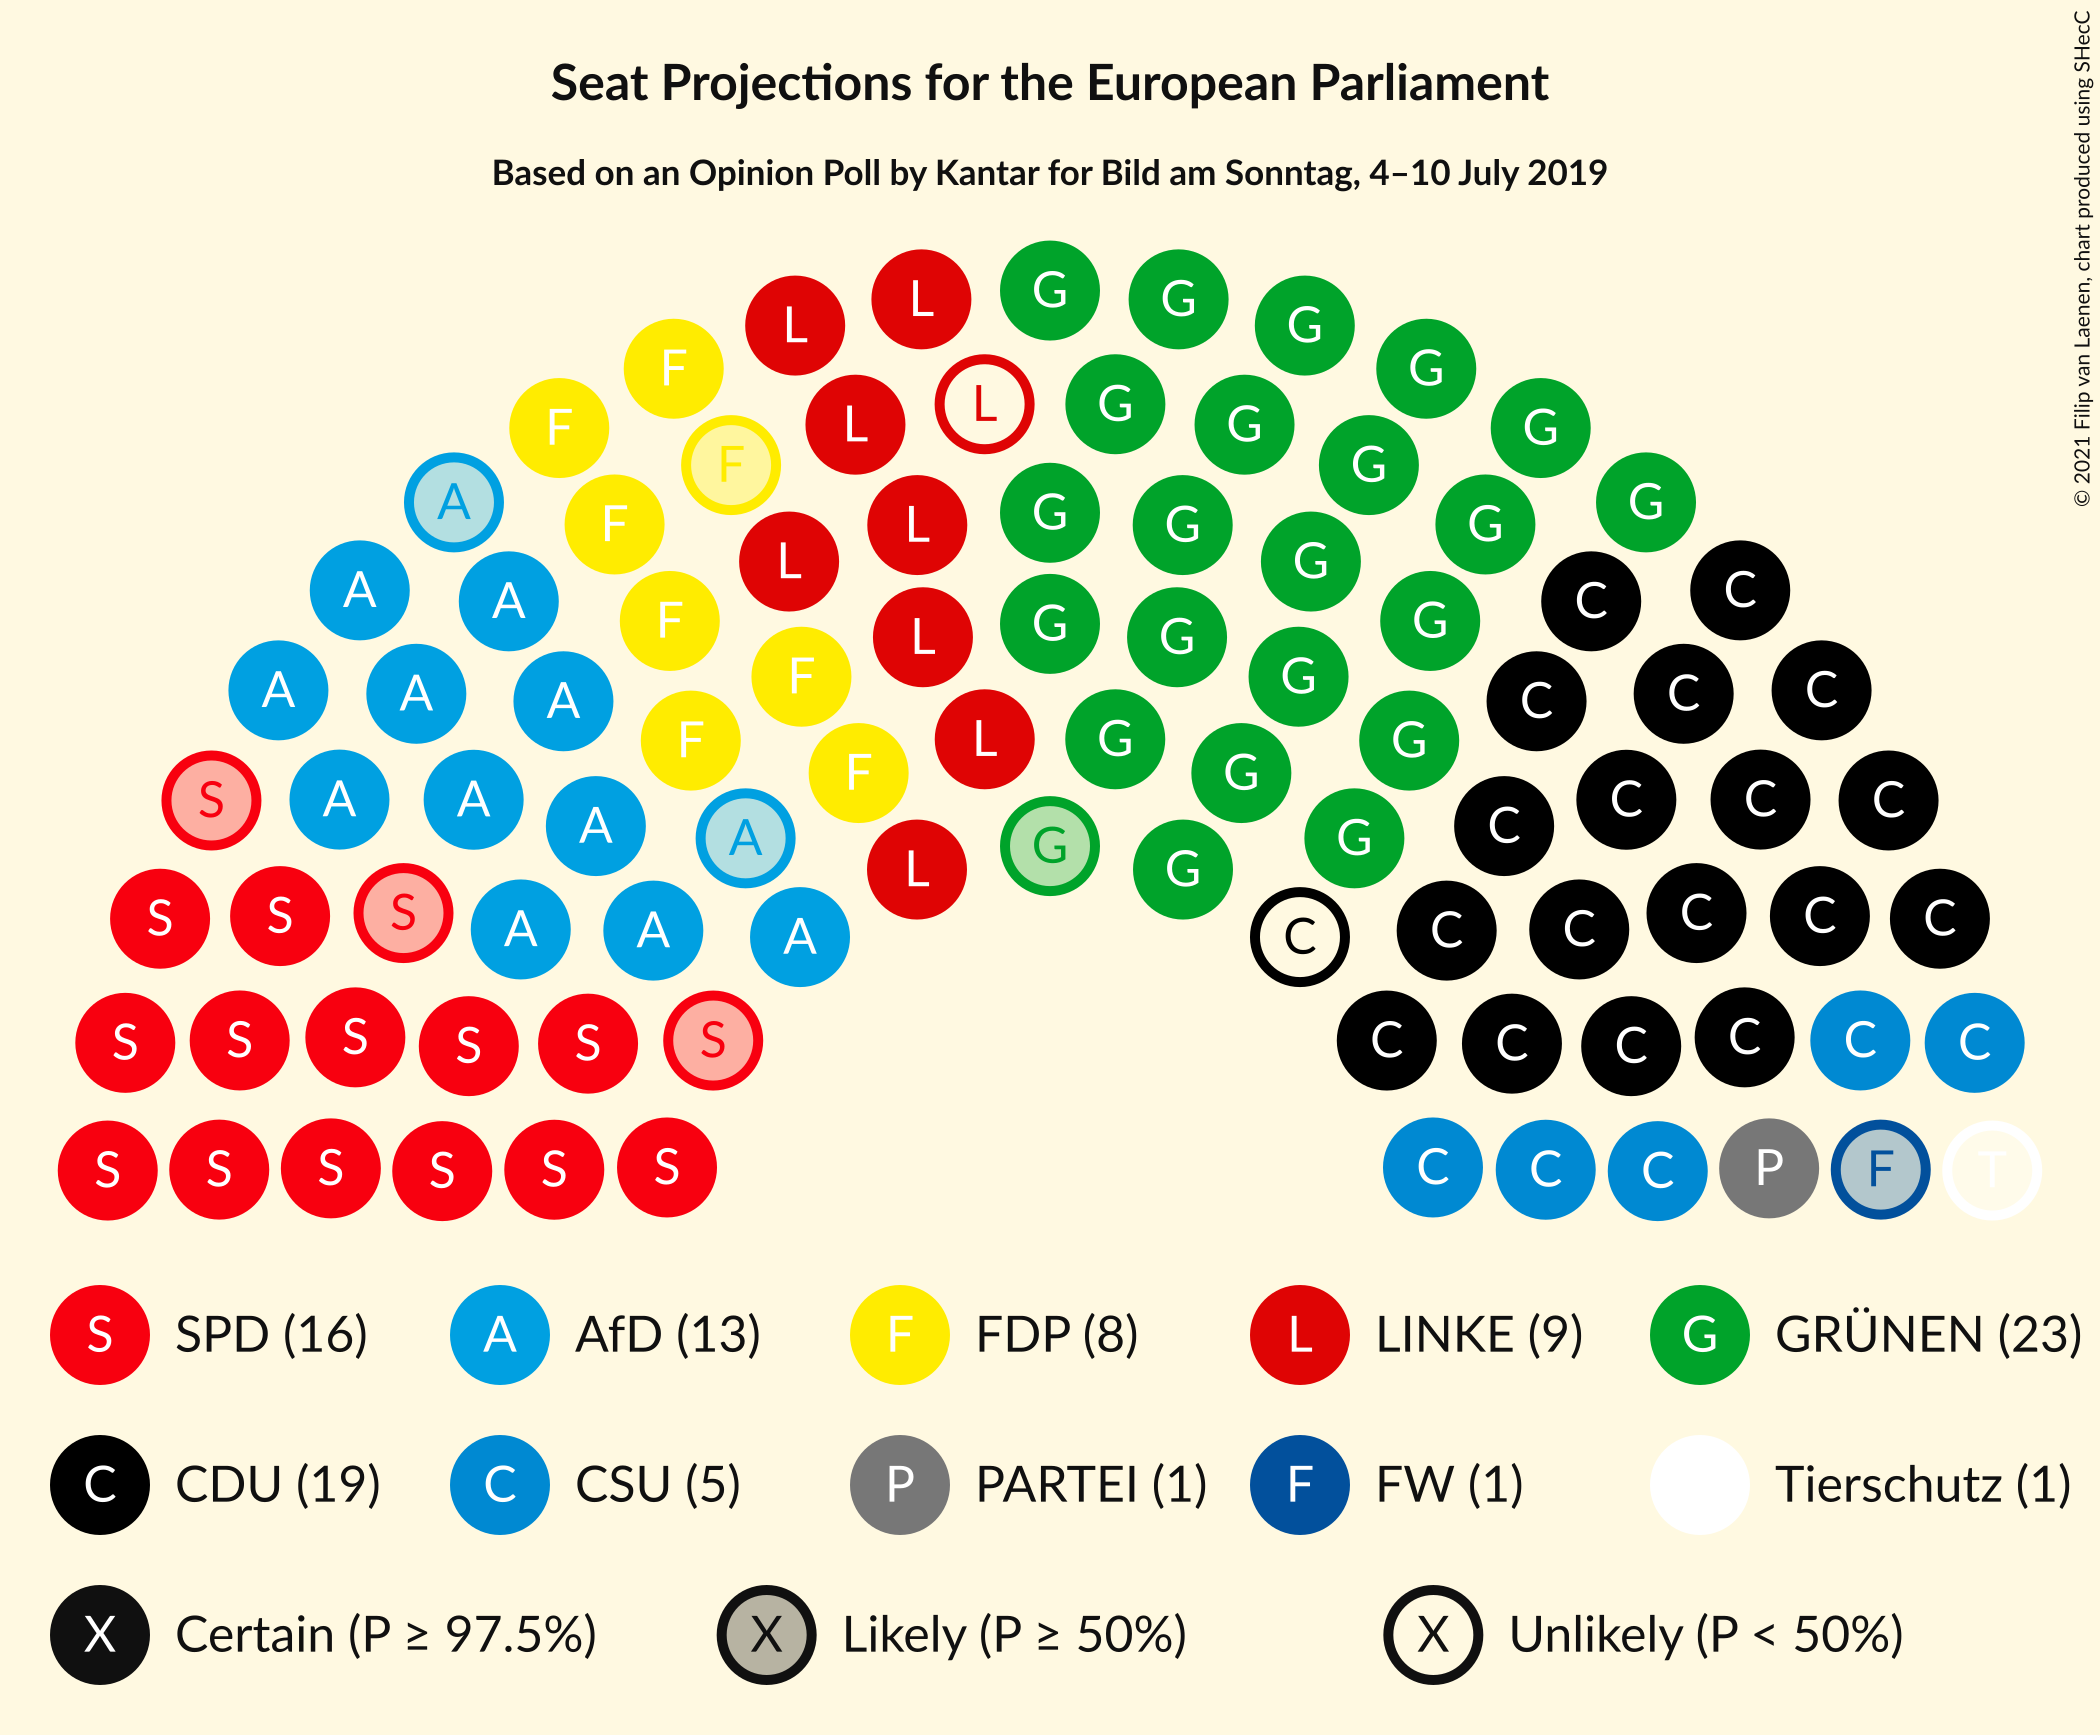 Seat Projections for the European Parliament
Based on an Opinion Poll by Kantar for Bild am Sonntag, 4–10 July 2019
© 2021 Filip van Laenen, chart produced using SHecC
L L G G G
F F L L G G G G
A F F L G G G G G
A A F L L G G G G C C
A A A F F L G G G C C C
S A A A A F G G G C C C C
S S S A A A L G C C C C C C
S S S S S S C C C C C C
S S S S S S C C C P F T
S SPD (16) A AfD (13) F FDP (8) L LINKE (9) G GRÜNEN (23)
C CDU (19) C CSU (5) P PARTEI (1) F FW (1) Tierschutz (1)
X Certain (P ≥ 97.5%) X Likely (P ≥ 50%) X Unlikely (P < 50%)